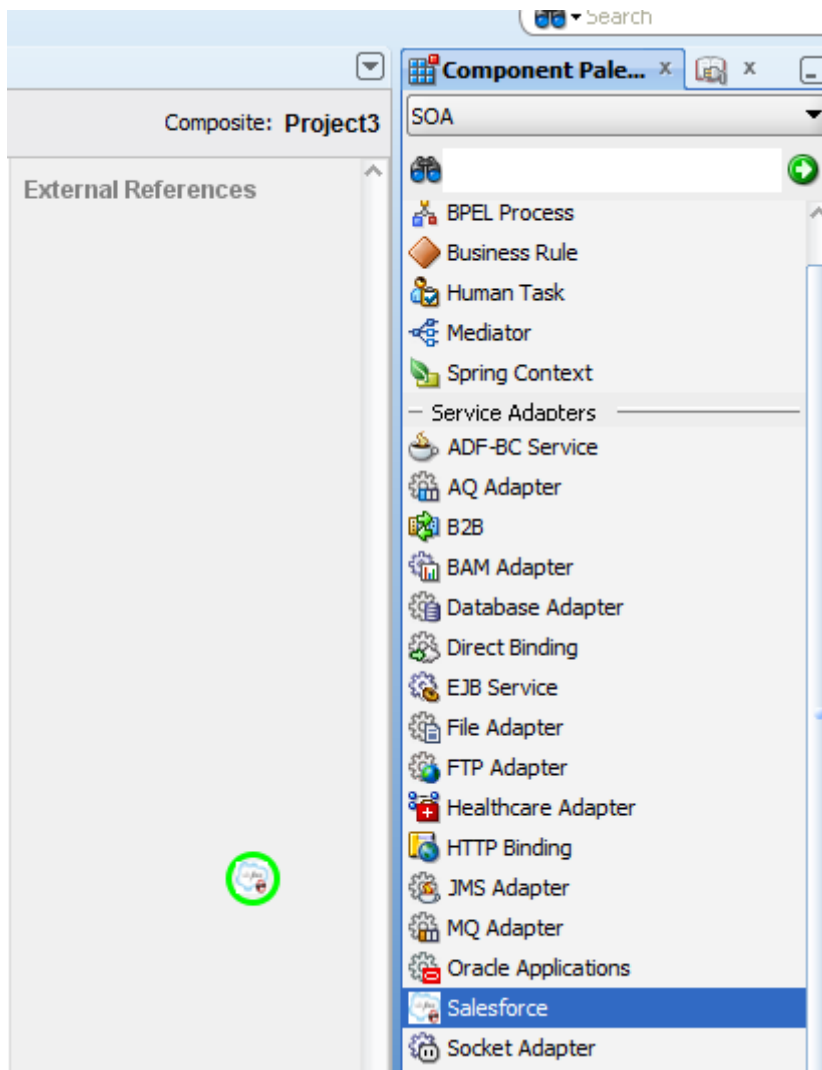 Search
Component Pale...
Composite: Project3
SOA
External References
BPEL Process
Business Rule
Human Task
Mediator
Spring Context
Service Adapters
ADF-BC Service
AQ Adapter
B2B
BAM Adapter
Database Adapter
Direct Binding
EJB Service
File Adapter
FTP Adapter
Healthcare Adapter
HTTP Binding
JMS Adapter
MQ Adapter
Oracle Applications
Salesforce
Socket Adapter